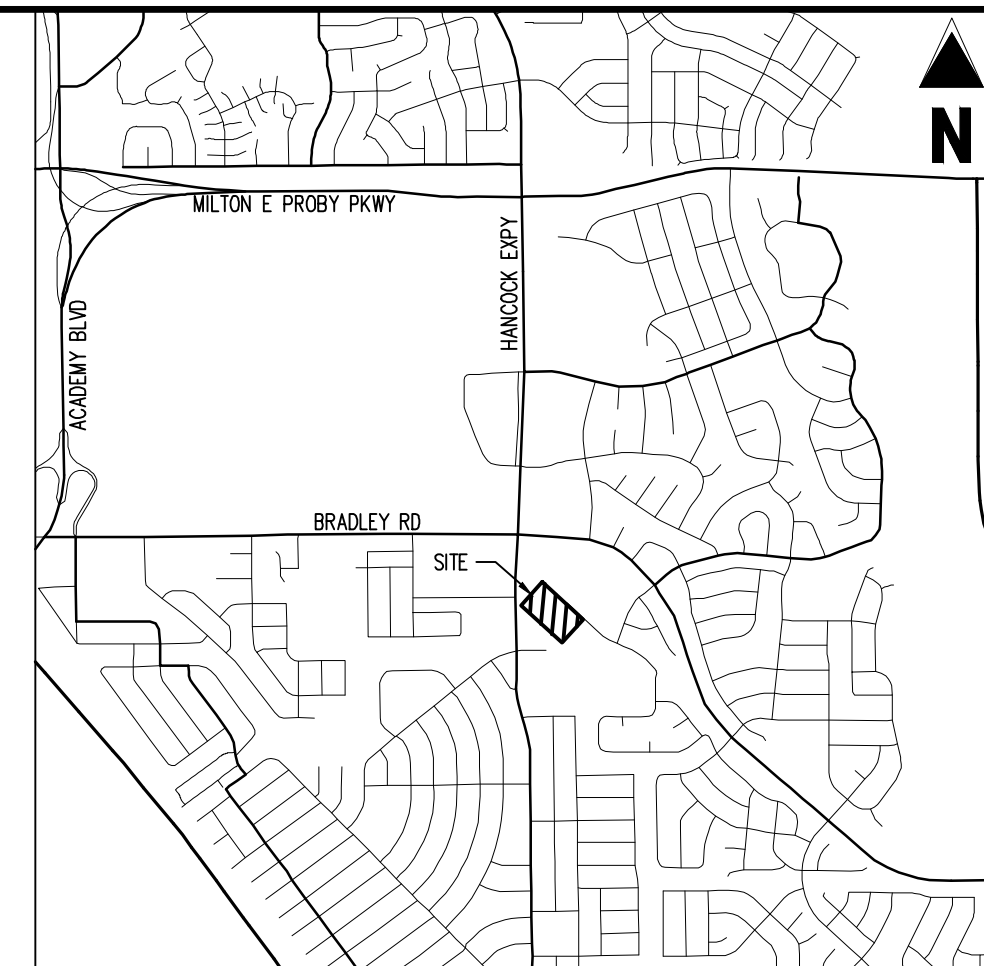 N
MILTON E PROBY PKWY
HANCOCK EXPY
ACADEMY BLVD
BRADLEY RD
SITE